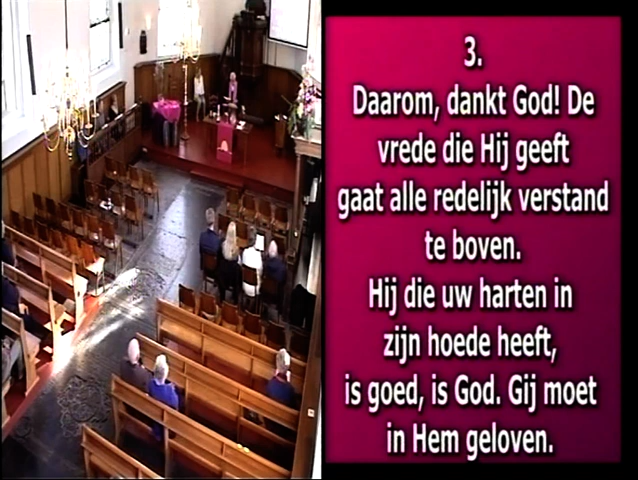 3.
Daarom, dankt God! De
vrede die Hij geeft
gaat alle redelijk verstand
te boven.
Hij die uw harten in
zijn hoede heeft,
is goed, is God. Gij moet
in Hem geloven.